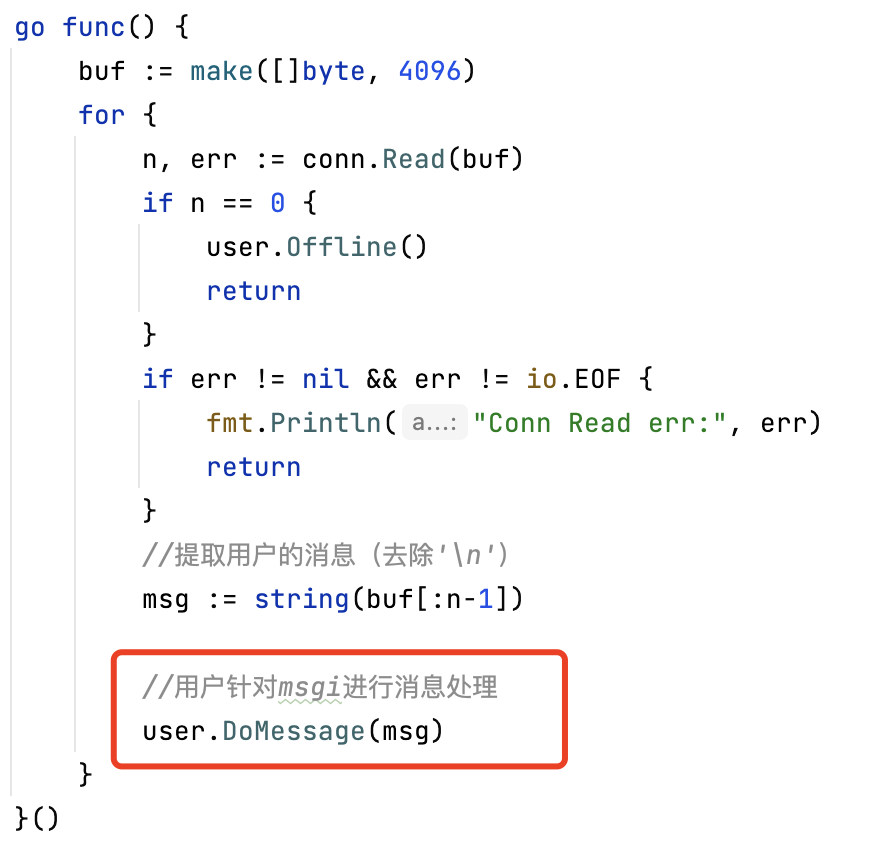 go func() {
buf := make([]byte, 4096)
for {
n, err := conn.Read(buf)
if n == 0 {
user.Offline()
return
}
if err != nil && err != io.EOF {
fmt.Println( a...: "Conn Read err:", err)
return
}
//提取用户的消息（去除'\n'）
msg := string(buf[:n-1])
//用户针对msgi进行消息处理
user.DoMessage(msg)
}
}()